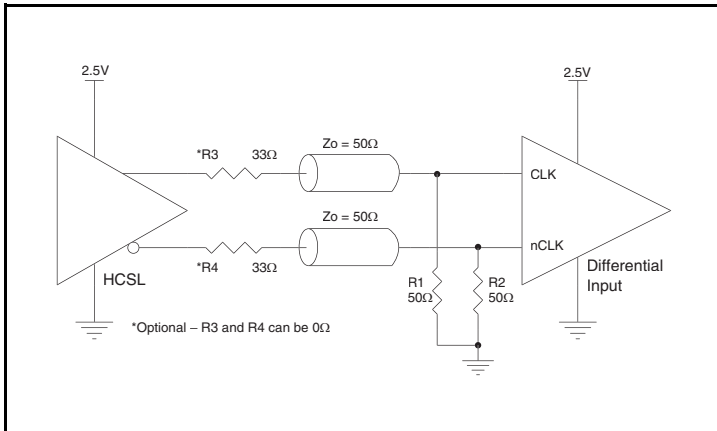 2.5V
2.5V
*R3 33Ω
Zo = 50Ω
CLK
Zo = 50Ω
nCLK
*R4 33Ω
HCSL
R1
50Ω
R2
50Ω
Differential
Input
*Optional – R3 and R4 can be 0Ω